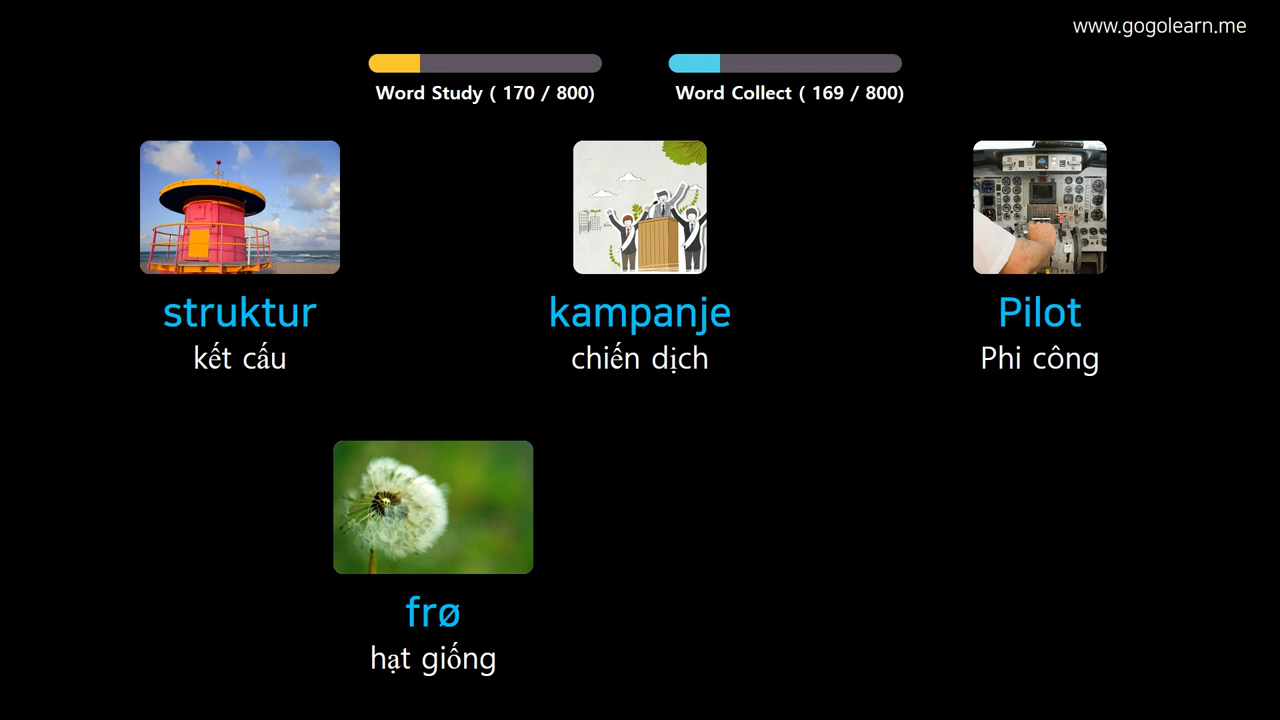 www.gogolearn.me
Word Study ( 170 / 800)
Word Collect ( 169 / 800)
struktur
kết cấu
kampanje
chiến dịch
Pilot
Phi công
frø
hạt giống